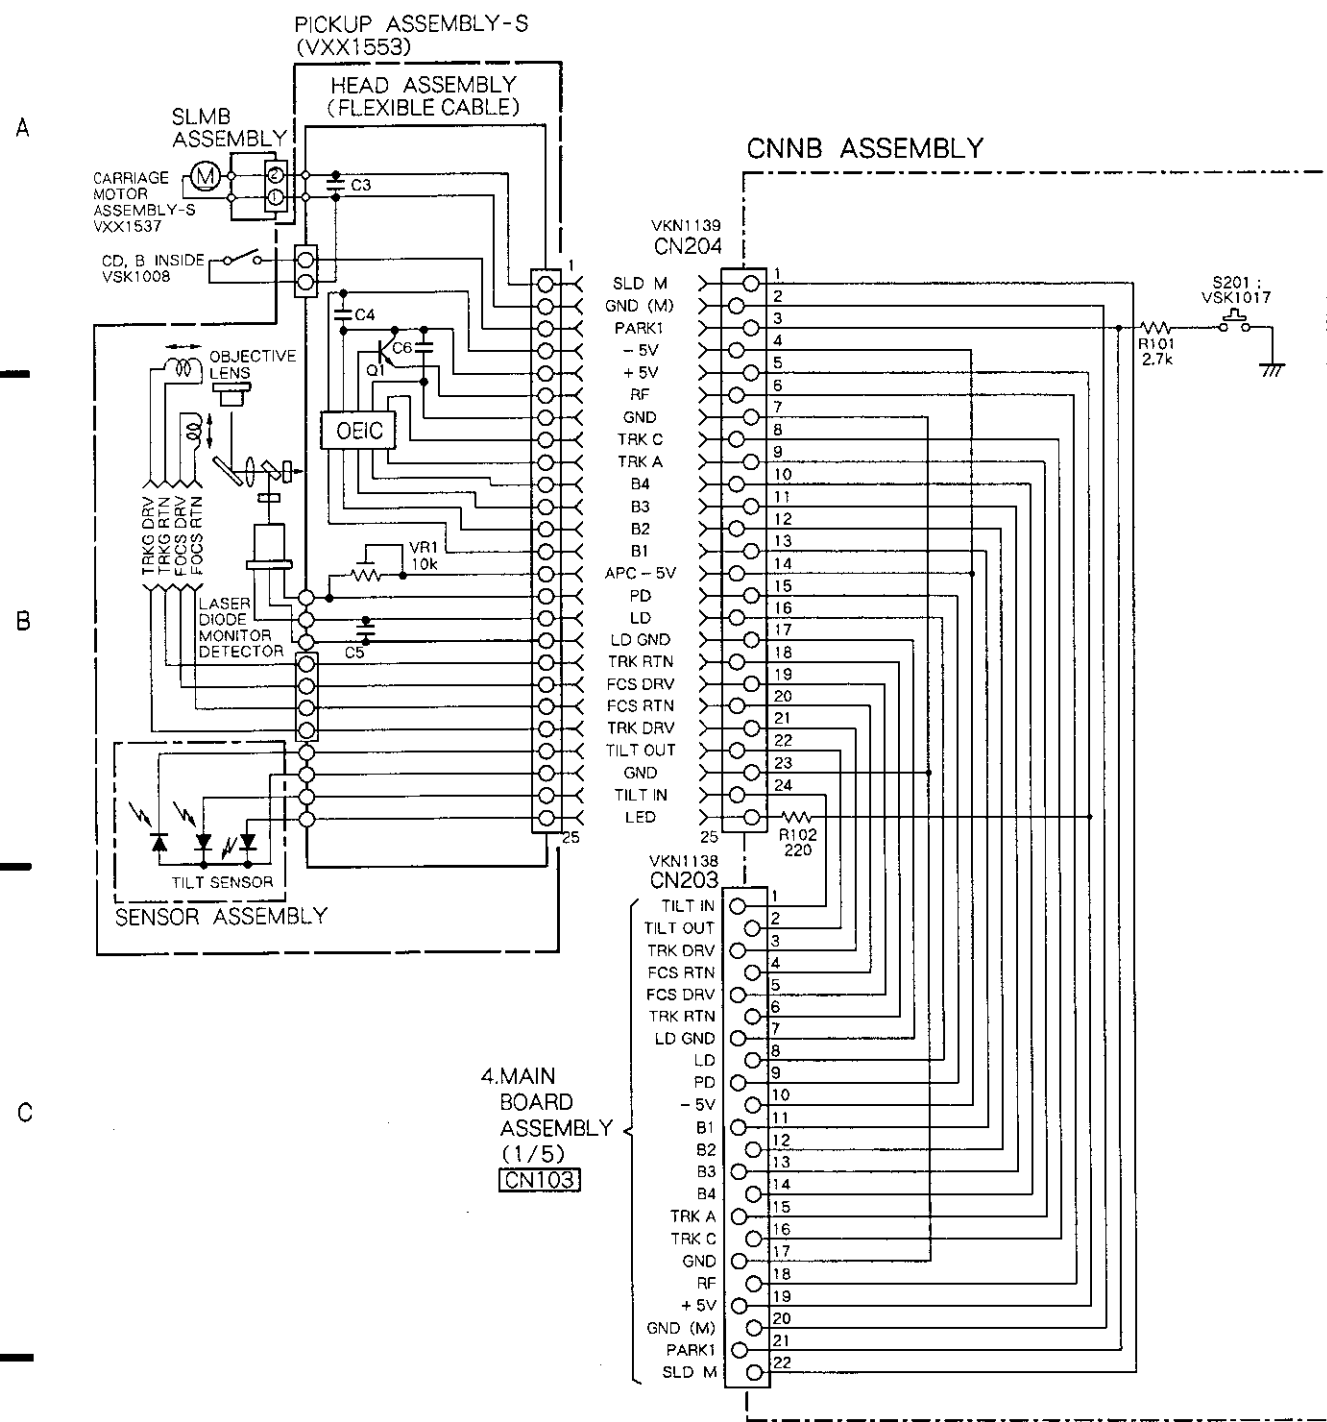 PICKUP ASSEMBLY-S
(VXX1553)
HEAD ASSEMBLY
(FLEXIBLE CABLE)
A
SLMB
ASSEMBLY
CNNB ASSEMBLY
M
2
1
C3
CARRIAGE
MOTOR
ASSEMBLY-S
VXX1537
CD, B INSIDE
VSK1008
VKN1139
CN204
S201 :
VSK1017
R101
2.7k
C4
C6
Q1
OBJECTIVE
LENS
OEIC
1
SLD M
1
GND (M)
2
PARK1
3
- 5V
4
+ 5V
5
RF
6
GND
7
TRK C
8
TRK A
9
B4
10
B3
11
B2
12
B1
13
APC - 5V
14
PD
15
LD
16
LD GND
17
TRK RTN
18
FCS DRV
19
FCS RTN
20
TRK DRV
21
TILT OUT
22
GND
23
TILT IN
24
LED
25
25
R102
220
TRKG DRV
TRKG RTN
FOCS DRV
FOCS RTN
VR1
10k
B
LASER
DIODE
MONITOR
DETECTOR
C5
TILT SENSOR
SENSOR ASSEMBLY
VKN1138
CN203
TILT IN
1
TILT OUT
2
TRK DRV
3
FCS RTN
4
FCS DRV
5
TRK RTN
6
LD GND
7
LD
8
PD
9
- 5V
10
B1
11
B2
12
B3
13
B4
14
TRK A
15
TRK C
16
GND
17
RF
18
+ 5V
19
GND (M)
20
PARK1
21
SLD M
22
C
4.MAIN
BOARD
ASSEMBLY
(1/5)
CN103